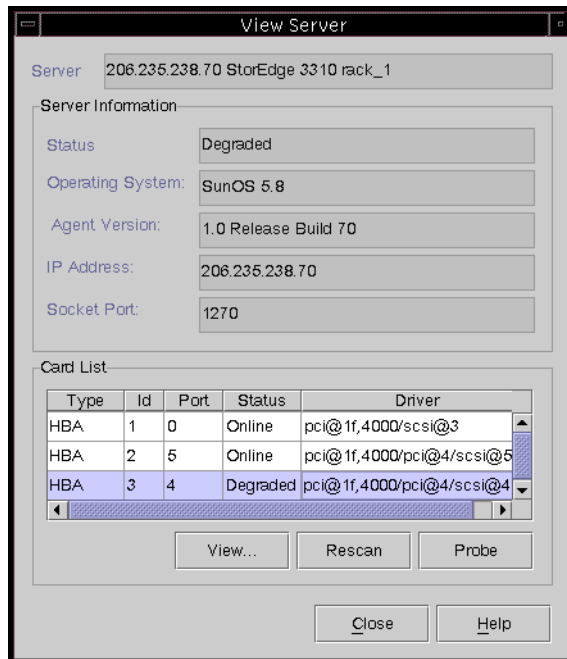 View Server
Server 206.235.238.70 StorEdge 3310 rack_1
Server Information
Status Degraded
Operating System: SunOS 5.8
Agent Version: 1.0 Release Build 70
IP Address: 206.235.238.70
Socket Port: 1270
Card List
Type Id Port Status Driver
HBA 1 0 Online pci@1f,4000/scsi@3
HBA 2 5 Online pci@1f,4000/pci@4/scsi@5
HBA 3 4 Degraded pci@1f,4000/pci@4/scsi@4
View... Rescan Probe
Close Help